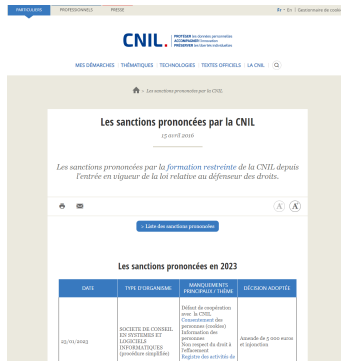 PARTICULIERS PROFESSIONNELS PRESSE Fr • En | Gestionnaire de cookies
CNIL. PROTÉGER les données personnelles
ACCOMPAGNER l'innovation
PRÉSERVER les libertés individuelles
MES DÉMARCHES | THÉMATIQUES | TECHNOLOGIES | TEXTES OFFICIELS | LA CNIL |
> Les sanctions prononcées par la CNIL
Les sanctions prononcées par la CNIL
15 avril 2016
Les sanctions prononcées par la formation restreinte de la CNIL depuis
l'entrée en vigueur de la loi relative au défenseur des droits.
A A
> Liste des sanctions prononcées
Les sanctions prononcées en 2023
DATE TYPE D'ORGANISME MANQUEMENTS PRINCIPAUX / THÈME DÉCISION ADOPTÉE
Défaut de coopération
avec la CNIL
Consentement des
personnes (cookies)
Information des
personnes
Non respect du droit à
l'effacement
Registre des activités de
23/01/2023
SOCIETE DE CONSEIL
EN SYSTEMES ET
LOGICIELS
INFORMATIQUES
(procédure simplifiée)
Amende de 5 000 euros
et injonction